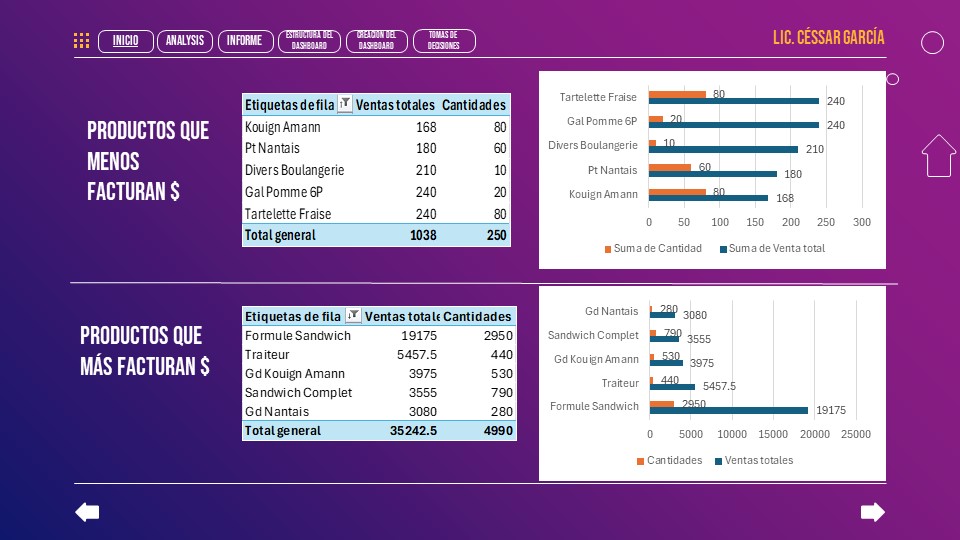 INICIO ANALYSIS INFORME ESTRUCTURA DEL DASHBOARD CREACION DEL DASHBOARD TOMAS DE DECISIONES
LIC. CÉSSAR GARCÍA
PRODUCTOS QUE
MENOS
FACTURAN $
Etiquetas de fila Ventas totales Cantidades
Kouign Amann 168 80
Pt Nantais 180 60
Divers Boulangerie 210 10
Gal Pomme 6P 240 20
Tartelette Fraise 240 80
Total general 1038 250
Tartelette Fraise 80 240
Gal Pomme 6P 20 240
Divers Boulangerie 10 210
Pt Nantais 60 180
Kouign Amann 80 168
0 50 100 150 200 250 300
Suma de Cantidad Suma de Venta total
PRODUCTOS QUE
MÁS FACTURAN $
Etiquetas de fila Ventas totale Cantidades
Formule Sandwich 19175 2950
Traiteur 5457.5 440
Gd Kouign Amann 3975 530
Sandwich Complet 3555 790
Gd Nantais 3080 280
Total general 35242.5 4990
Gd Nantais 280 3080
Sandwich Complet 790 3555
Gd Kouign Amann 530 3975
Traiteur 440 5457.5
Formule Sandwich 2950 19175
0 5000 10000 15000 20000 25000
Cantidades Ventas totales